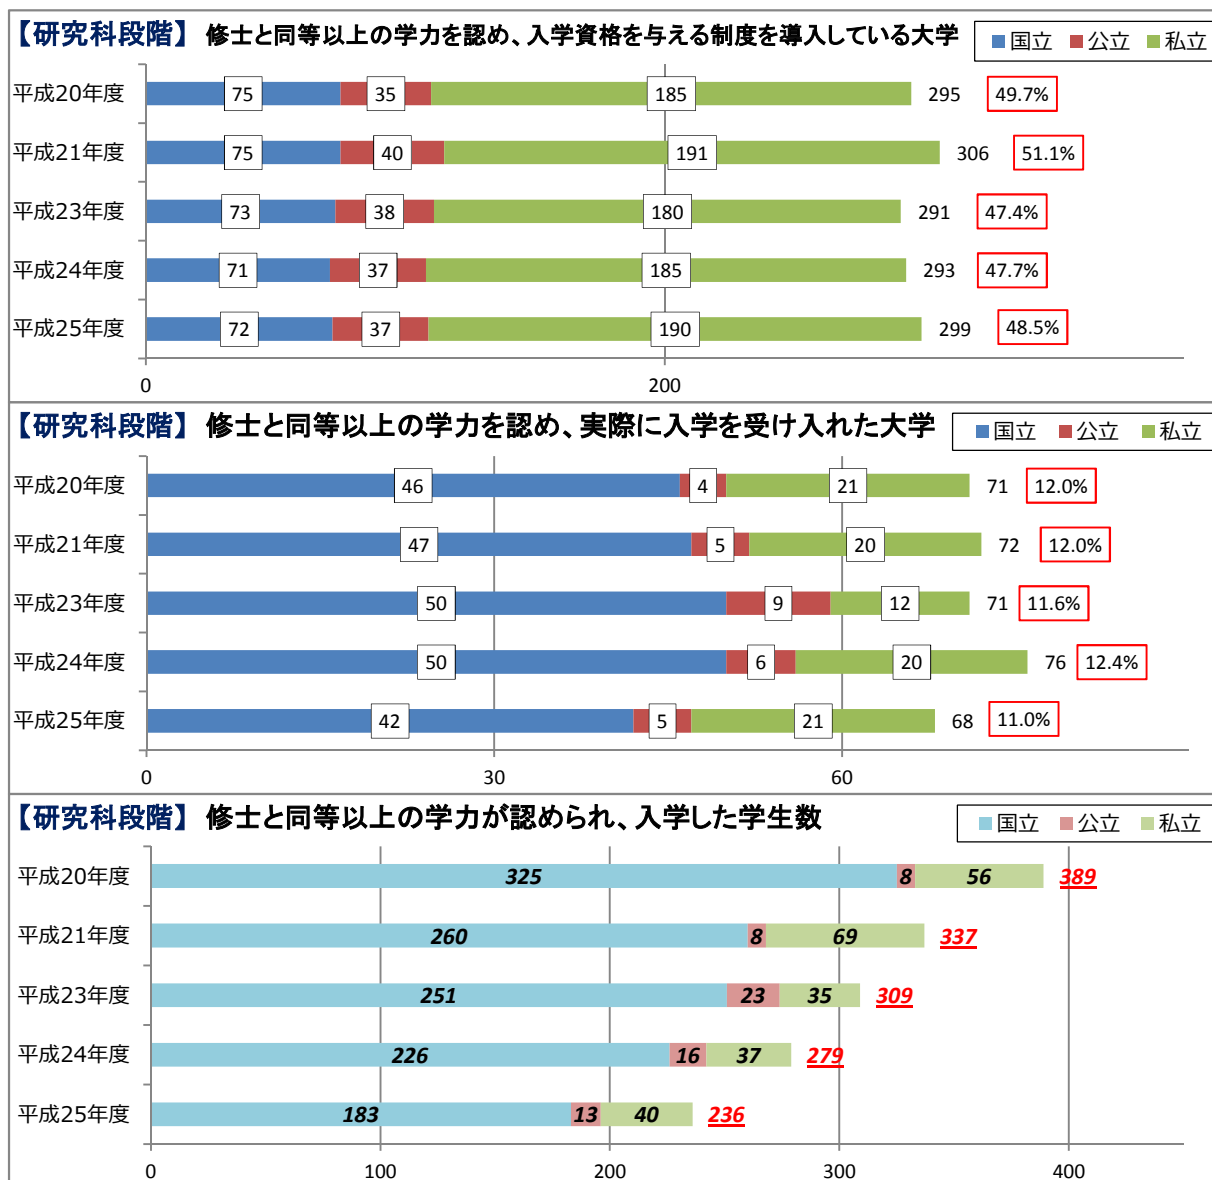 【研究科段階】 修士と同等以上の学力を認め、入学資格を与える制度を導入している大学
国立 公立 私立
平成20年度 75 35 185 295 49.7%
平成21年度 75 40 191 306 51.1%
平成23年度 73 38 180 291 47.4%
平成24年度 71 37 185 293 47.7%
平成25年度 72 37 190 299 48.5%
0 200
【研究科段階】 修士と同等以上の学力を認め、実際に入学を受け入れた大学
国立 公立 私立
平成20年度 46 4 21 71 12.0%
平成21年度 47 5 20 72 12.0%
平成23年度 50 9 12 71 11.6%
平成24年度 50 6 20 76 12.4%
平成25年度 42 5 21 68 11.0%
0 30 60
【研究科段階】 修士と同等以上の学力が認められ、入学した学生数
国立 公立 私立
平成20年度 325 8 56 389
平成21年度 260 8 69 337
平成23年度 251 23 35 309
平成24年度 226 16 37 279
平成25年度 183 13 40 236
0 100 200 300 400